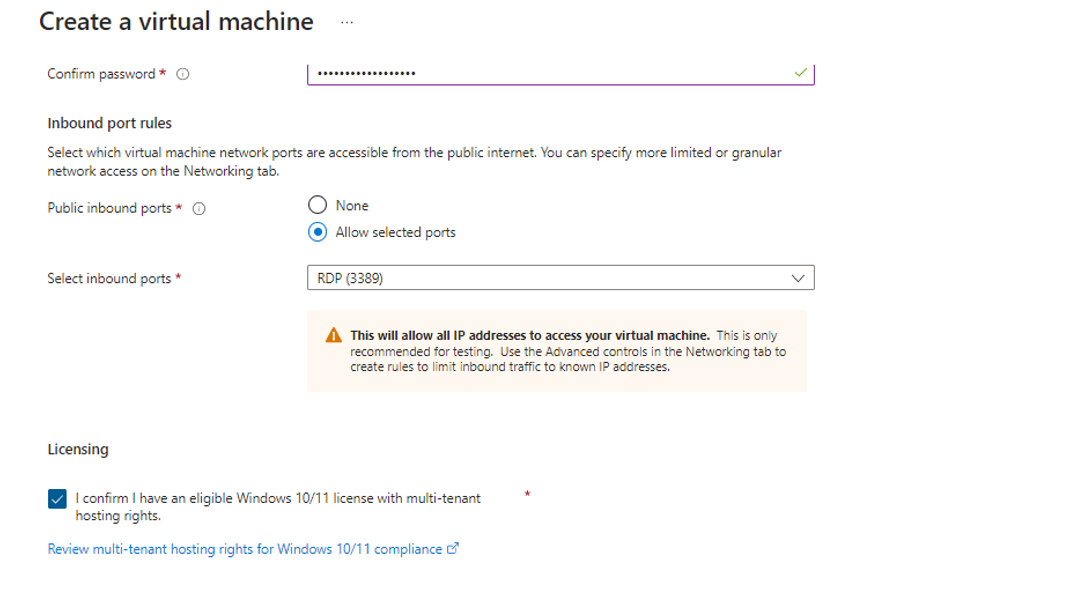 Create a virtual machine ...
Confirm password *
••••••••••••••••••
Inbound port rules
Select which virtual machine network ports are accessible from the public internet. You can specify more limited or granular
network access on the Networking tab.
Public inbound ports *
None
Allow selected ports
Select inbound ports *
RDP (3389)
This will allow all IP addresses to access your virtual machine. This is only
recommended for testing. Use the Advanced controls in the Networking tab to
create rules to limit inbound traffic to known IP addresses.
Licensing
I confirm I have an eligible Windows 10/11 license with multi-tenant *
hosting rights.
Review multi-tenant hosting rights for Windows 10/11 compliance